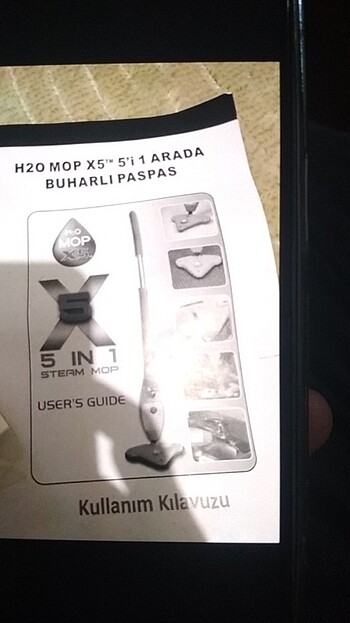 H2O MOP X5™ 5'i 1 ARADA
BUHARLI PASPAS
H2O
MOP
X5
X5
5 IN 1
STEAM MOP
USER'S GUIDE
Kullanım Kılavuzu